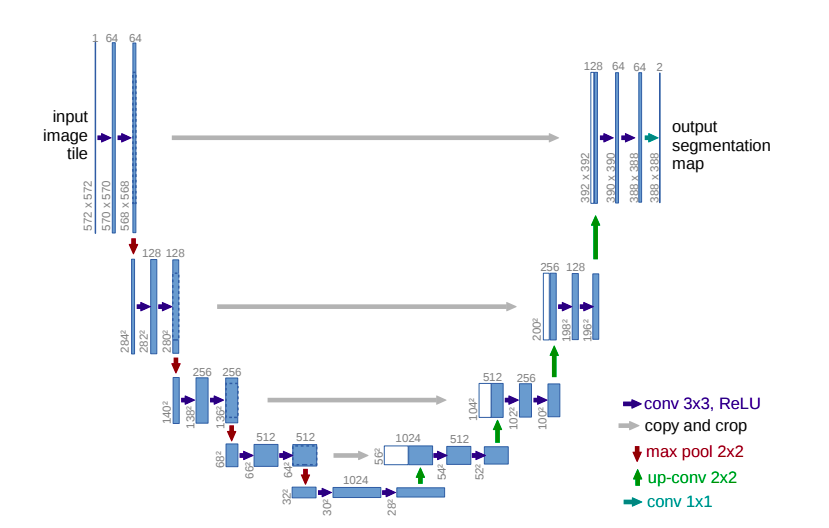 1 64 64
128 64 64 2
input
image
tile
output
segmentation
map
572 x 572
570 x 570
568 x 568
392 x 392
390 x 390
388 x 388
388 x 388
128 128
256 128
284²
282²
280²
200²
198²
196²
256 256
512 256
140²
138²
136²
104²
102²
100²
512 512
1024 512
68²
66²
64²
56²
54²
52²
1024
32²
30²
28²
conv 3x3, ReLU
copy and crop
max pool 2x2
up-conv 2x2
conv 1x1